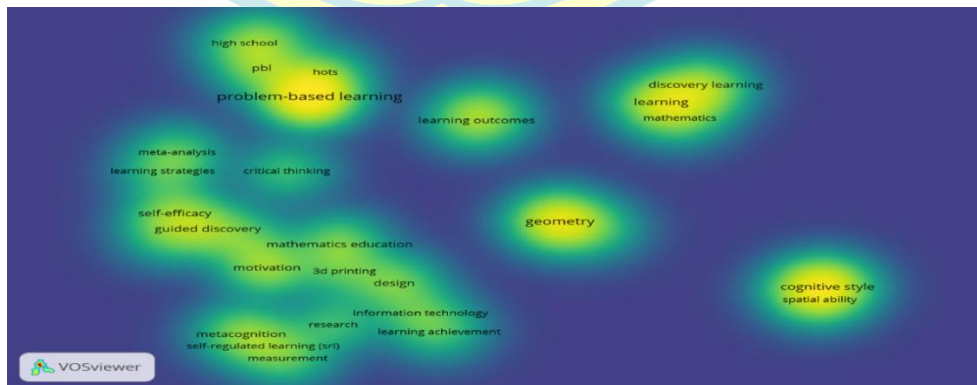 high school
pbl
hots
problem-based learning
discovery learning
learning
mathematics
learning outcomes
meta-analysis
learning strategies
critical thinking
self-efficacy
guided discovery
geometry
mathematics education
motivation
3d printing
design
cognitive style
spatial ability
information technology
research
learning achievement
metacognition
self-regulated learning (srl)
measurement
VOSviewer